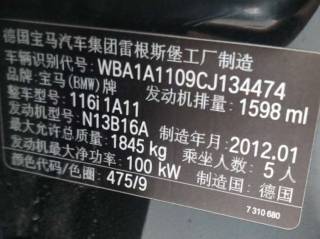 德国宝马汽车集团雷根斯堡工厂制造
车辆识别代号: WBA1A1109CJ134474
品牌: 宝马(BMW)牌 发动机排量: 1598 ml
整车型号: 116i 1A11
发动机型号: N13B16A 制造年月: 2012.01
最大允许总质量: 1845 kg 乘坐人数: 5 人
发动机最大净功率: 100 kW 制造国: 德国
颜色代码/色圈: 475/9
7 310 680